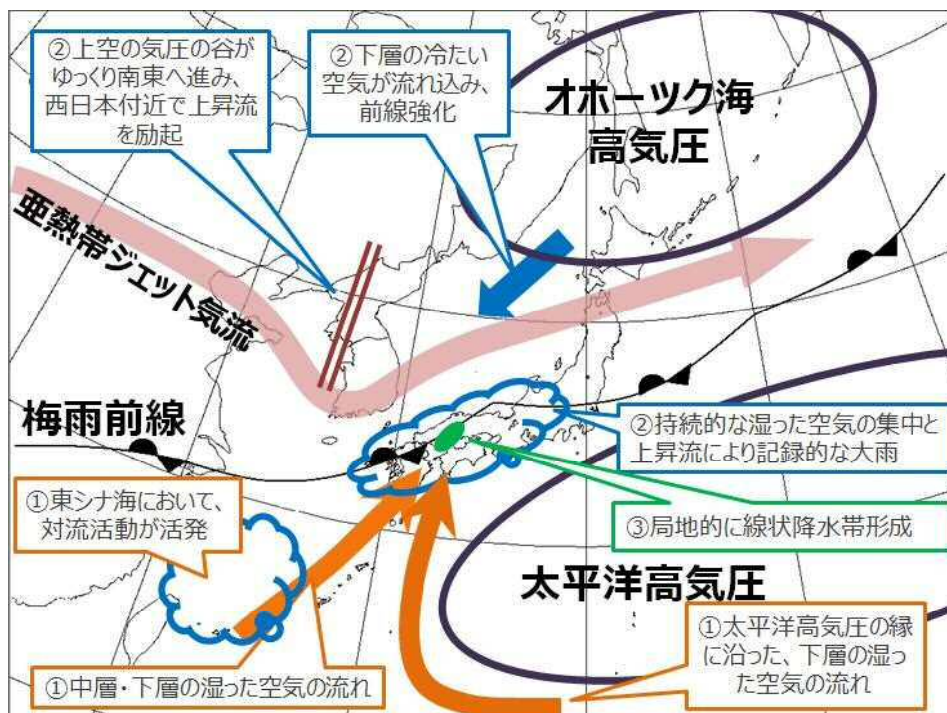 ②上空の気圧の谷が
ゆっくり南東へ進み、
西日本付近で上昇流
を励起
②下層の冷たい
空気が流れ込み、
前線強化
オホーツク海
高気圧
亜熱帯ジェット気流
梅雨前線
②持続的な湿った空気の集中と
上昇流により記録的な大雨
①東シナ海において、
対流活動が活発
③局地的に線状降水帯形成
太平洋高気圧
①中層・下層の湿った空気の流れ
①太平洋高気圧の縁
に沿った、下層の湿っ
た空気の流れ